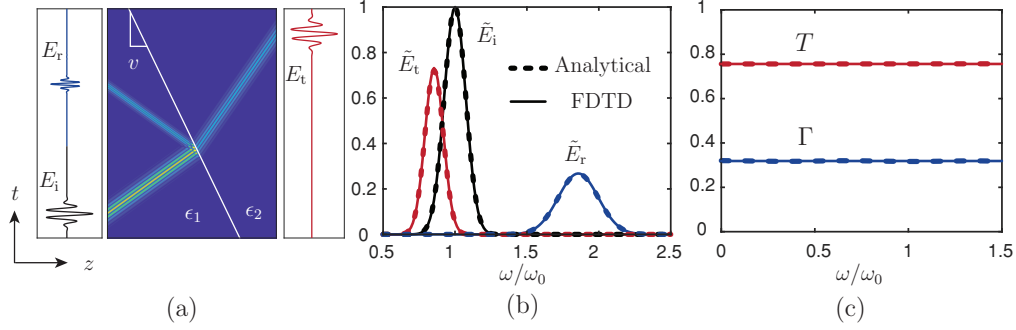 E_r
E_i
t
z
v
ϵ_1
ϵ_2
E_t
(a)
1
0.8
0.6
0.4
0.2
0
0.5
1
1.5
2
2.5
Ẽ_i
Ẽ_t
Ẽ_r
Analytical
FDTD
ω/ω_0
(b)
1
0.8
0.6
0.4
0.2
0
0
0.5
1
1.5
T
Γ
ω/ω_0
(c)